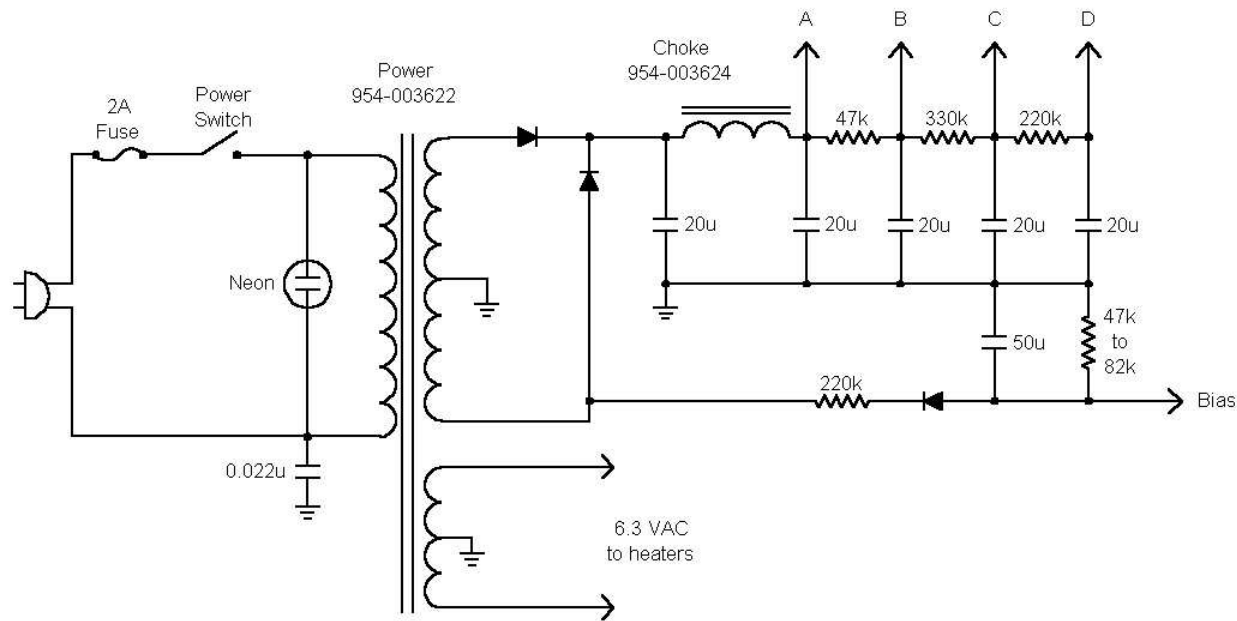 A
B
C
D
Choke
954-003624
Power
954-003622
2A
Fuse
Power
Switch
47k
330k
220k
20u
20u
20u
20u
20u
Neon
47k
to
82k
50u
220k
Bias
0.022u
6.3 VAC
to heaters